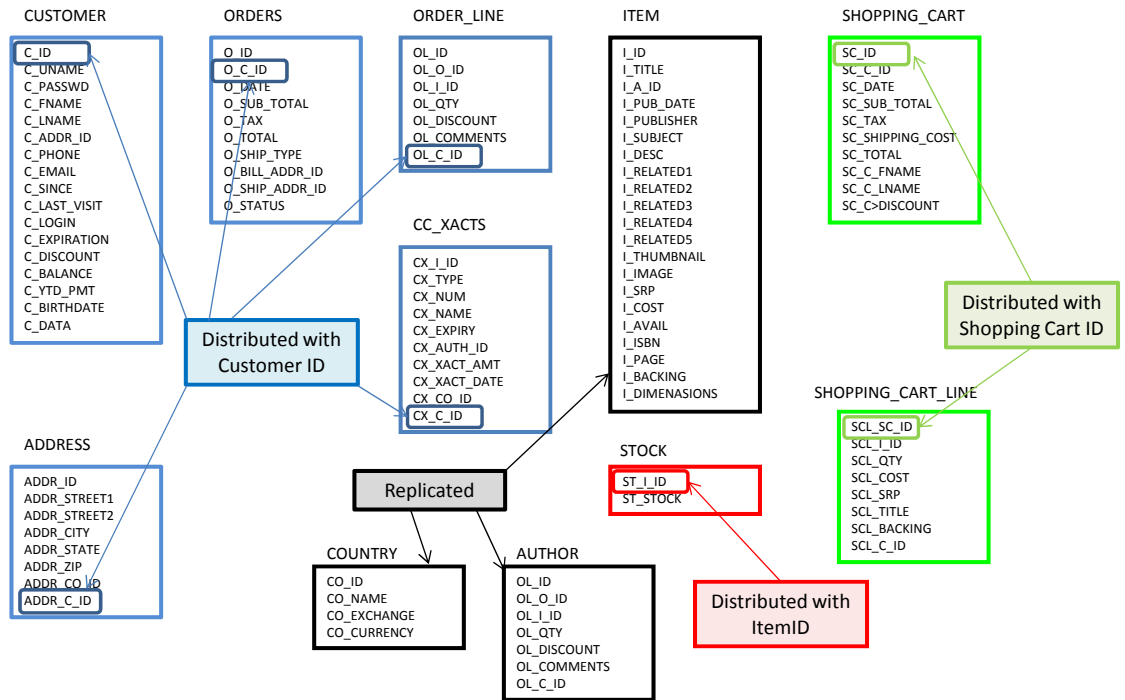 CUSTOMER
C_ID
C_UNAME
C_PASSWD
C_FNAME
C_LNAME
C_ADDR_ID
C_PHONE
C_EMAIL
C_SINCE
C_LAST_VISIT
C_LOGIN
C_EXPIRATION
C_DISCOUNT
C_BALANCE
C_YTD_PMT
C_BIRTHDATE
C_DATA
ORDERS
O_ID
O_C_ID
O_DATE
O_SUB_TOTAL
O_TAX
O_TOTAL
O_SHIP_TYPE
O_BILL_ADDR_ID
O_SHIP_ADDR_ID
O_STATUS
ORDER_LINE
OL_ID
OL_O_ID
OL_I_ID
OL_QTY
OL_DISCOUNT
OL_COMMENTS
OL_C_ID
CC_XACTS
CX_I_ID
CX_TYPE
CX_NUM
CX_NAME
CX_EXPIRY
CX_AUTH_ID
CX_XACT_AMT
CX_XACT_DATE
CX_CO_ID
CX_C_ID
ITEM
I_ID
I_TITLE
I_A_ID
I_PUB_DATE
I_PUBLISHER
I_SUBJECT
I_DESC
I_RELATED1
I_RELATED2
I_RELATED3
I_RELATED4
I_RELATED5
I_THUMBNAIL
I_IMAGE
I_SRP
I_COST
I_AVAIL
I_ISBN
I_PAGE
I_BACKING
I_DIMENASIONS
SHOPPING_CART
SC_ID
SC_C_ID
SC_DATE
SC_SUB_TOTAL
SC_TAX
SC_SHIPPING_COST
SC_TOTAL
SC_C_FNAME
SC_C_LNAME
SC_C>DISCOUNT
Distributed with
Customer ID
Distributed with
Shopping Cart ID
SHOPPING_CART_LINE
SCL_SC_ID
SCL_I_ID
SCL_QTY
SCL_COST
SCL_SRP
SCL_TITLE
SCL_BACKING
SCL_C_ID
ADDRESS
ADDR_ID
ADDR_STREET1
ADDR_STREET2
ADDR_CITY
ADDR_STATE
ADDR_ZIP
ADDR_CO_ID
ADDR_C_ID
Replicated
STOCK
ST_I_ID
ST_STOCK
COUNTRY
CO_ID
CO_NAME
CO_EXCHANGE
CO_CURRENCY
AUTHOR
OL_ID
OL_O_ID
OL_I_ID
OL_QTY
OL_DISCOUNT
OL_COMMENTS
OL_C_ID
Distributed with
ItemID